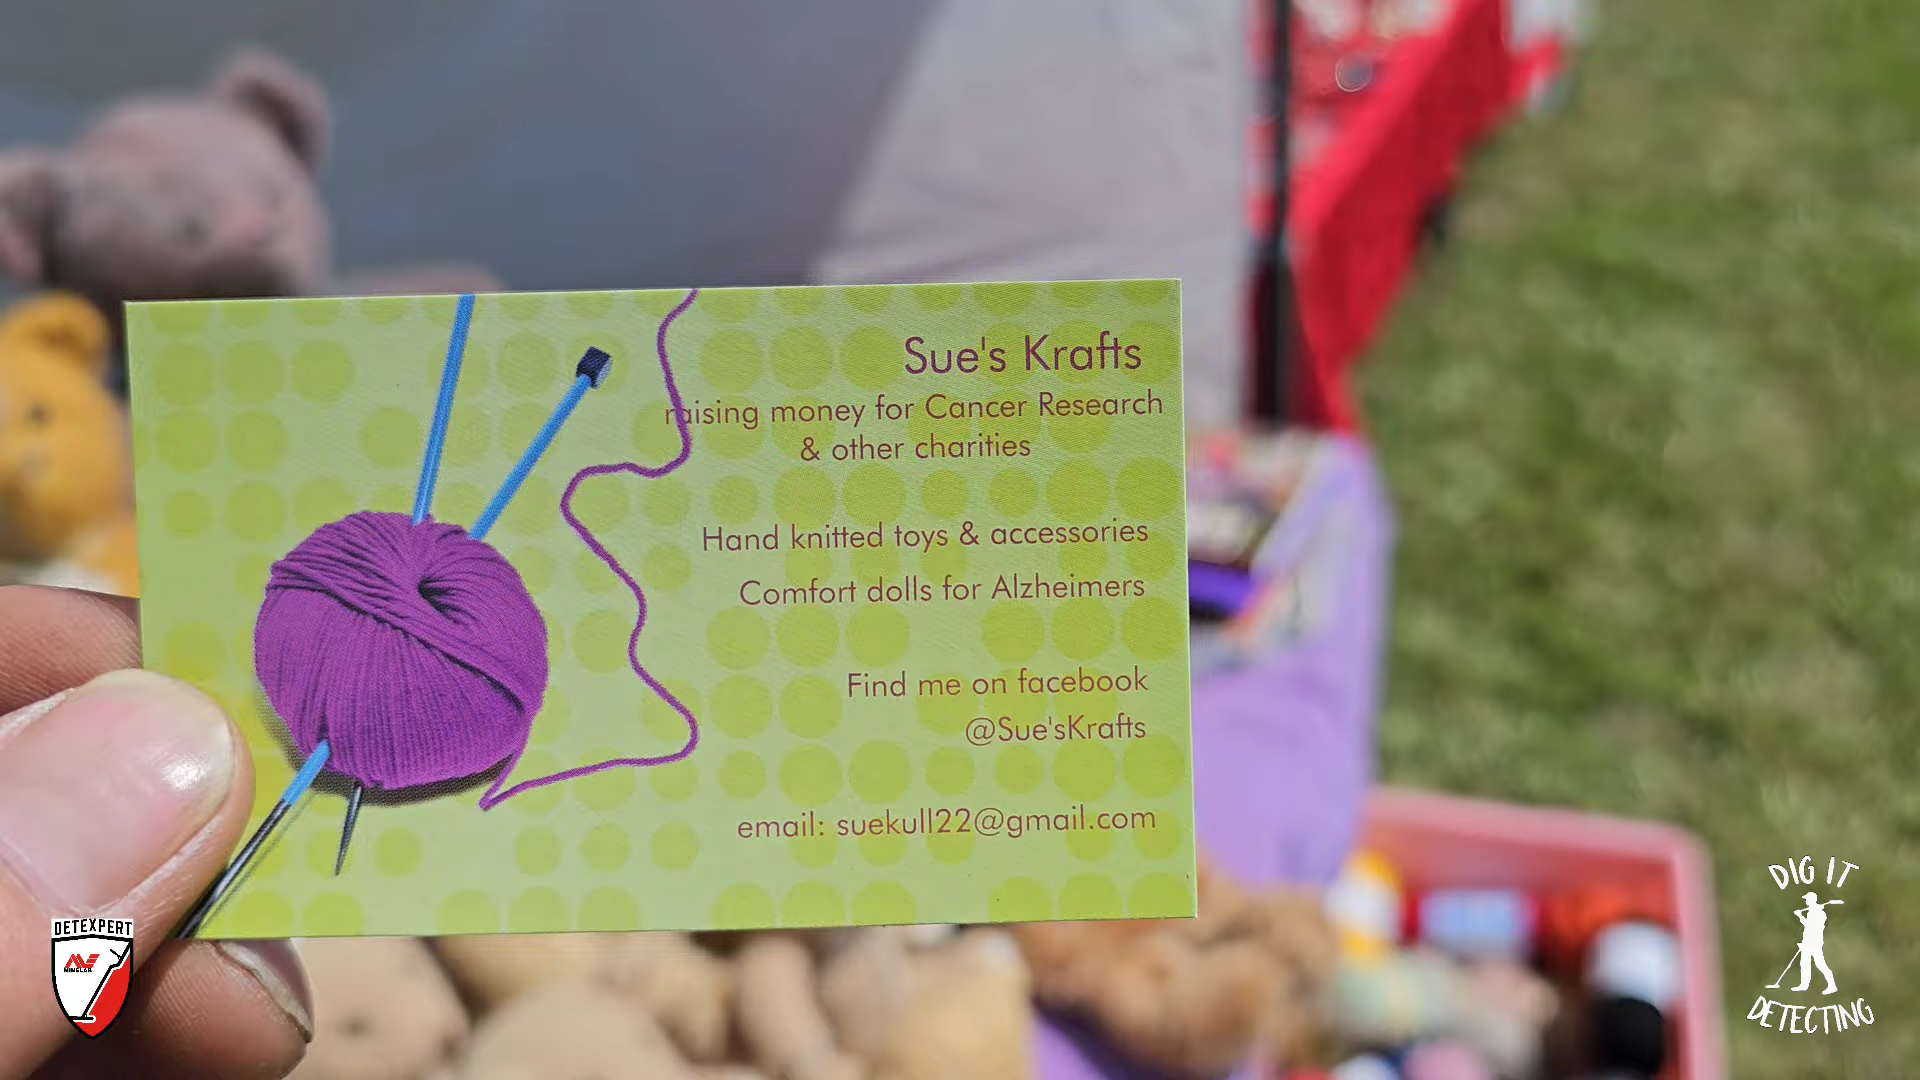 Sue's Krafts
raising money for Cancer Research
& other charities
Hand knitted toys & accessories
Comfort dolls for Alzheimers
Find me on facebook
@Sue'sKrafts
email: suekull22@gmail.com
DETEXPERT
MINELAB
DIG IT
DETECTING